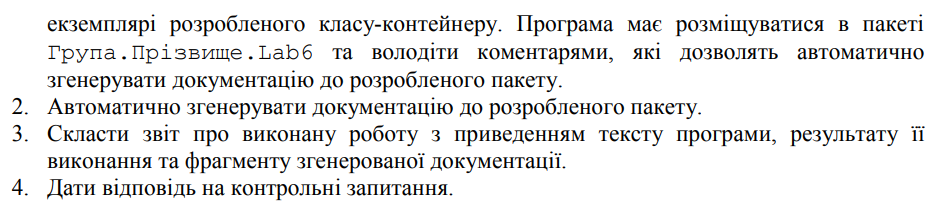 екземплярі розробленого класу-контейнеру. Програма має розміщуватися в пакеті
Група.Прізвище.Lab6 та володіти коментарями, які дозволять автоматично
згенерувати документацію до розробленого пакету.
2. Автоматично згенерувати документацію до розробленого пакету.
3. Скласти звіт про виконану роботу з приведенням тексту програми, результату її
виконання та фрагменту згенерованої документації.
4. Дати відповідь на контрольні запитання.